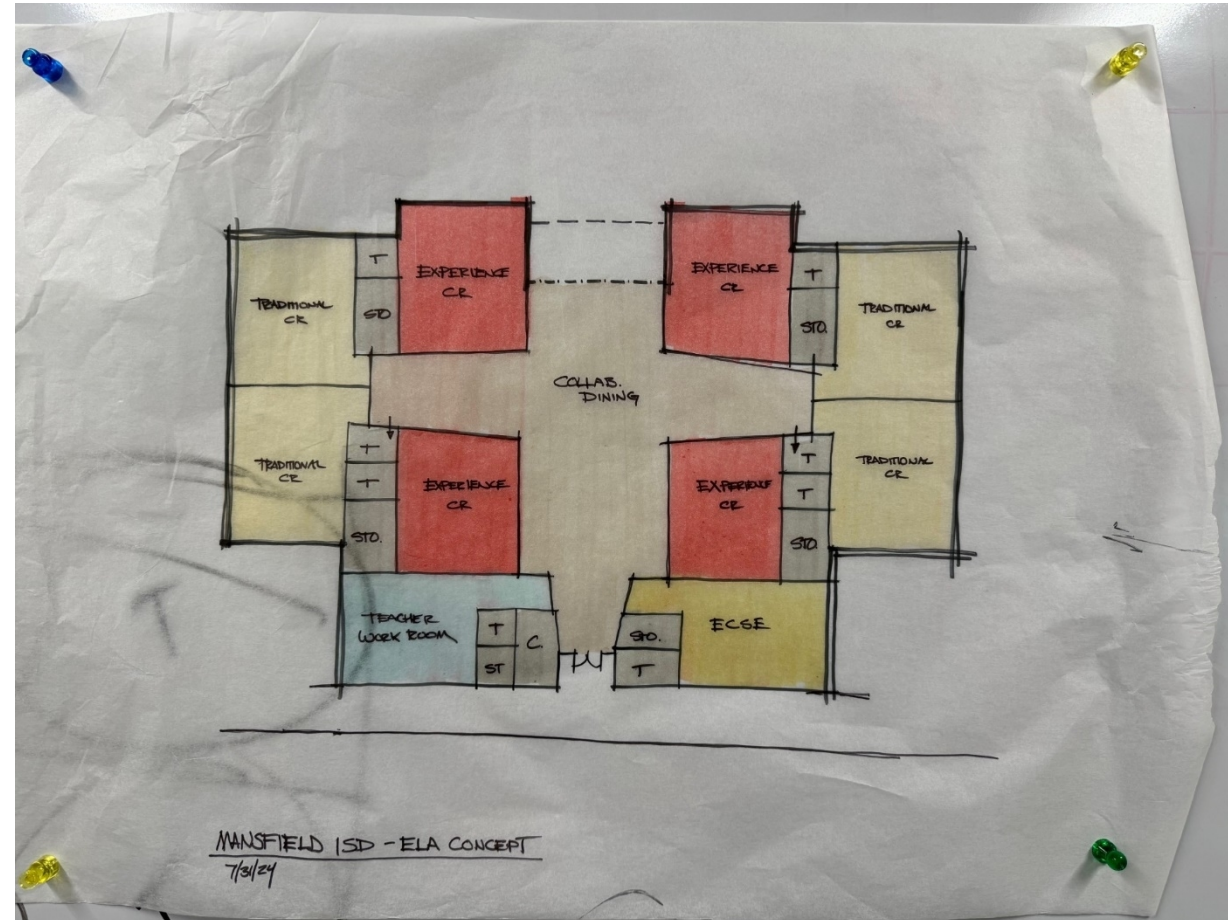 EXPERIENCE
CR
EXPERIENCE
CR
T
T
TRADITIONAL
CR
STO
STO.
TRADITIONAL
CR
COLLAB.
DINING
T
T
TRADITIONAL
CR
T
EXPERIENCE
CR
EXPERIENCE
CR
T
TRADITIONAL
CR
STO.
STO.
TEACHER
WORK ROOM
T
C.
STO.
ECSE
ST
T
MANSFIELD ISD - ELA CONCEPT
7/31/24